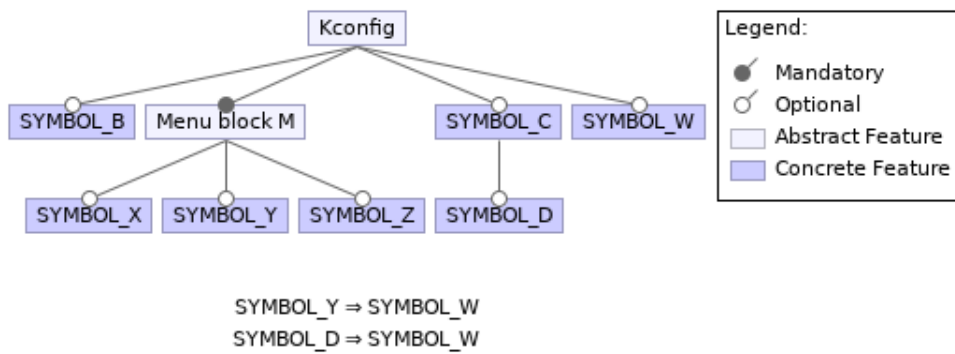 Kconfig
Legend:
Mandatory
Optional
Abstract Feature
Concrete Feature
SYMBOL_B Menu block M SYMBOL_C SYMBOL_W
SYMBOL_X SYMBOL_Y SYMBOL_Z SYMBOL_D
SYMBOL_Y ⇒ SYMBOL_W
SYMBOL_D ⇒ SYMBOL_W